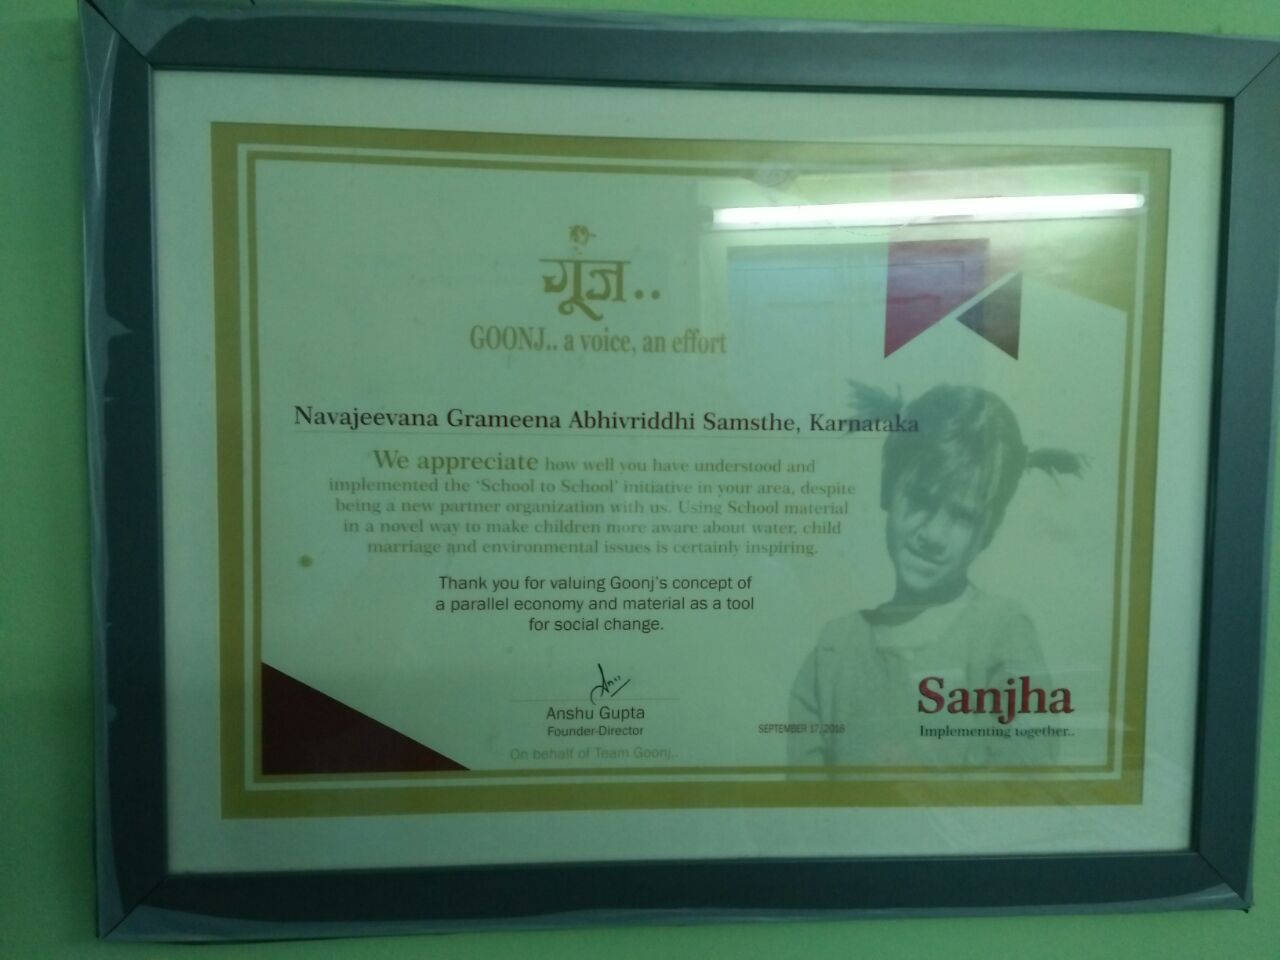 गूंज..
GOONJ.. a voice, an effort
Navajeevana Grameena Abhivriddhi Samsthe, Karnataka
We appreciate how well you have understood and
implemented the 'School to School' initiative in your area, despite
being a new partner organization with us. Using School material
in a novel way to make children more aware about water, child
marriage and environmental issues is certainly inspiring.
Thank you for valuing Goonj's concept of
a parallel economy and material as a tool
for social change.
Anshu Gupta
Founder-Director
On behalf of Team Goonj..
SEPTEMBER 17,
Sanjha
Implementing together..